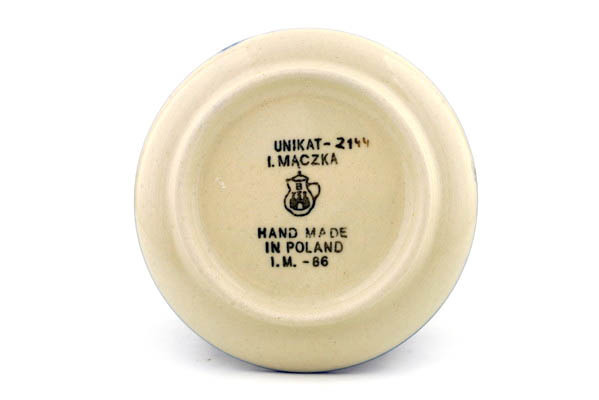 UNIKAT-2144
I. MĄCZKA
B
HAND MADE
IN POLAND
I.M. -86